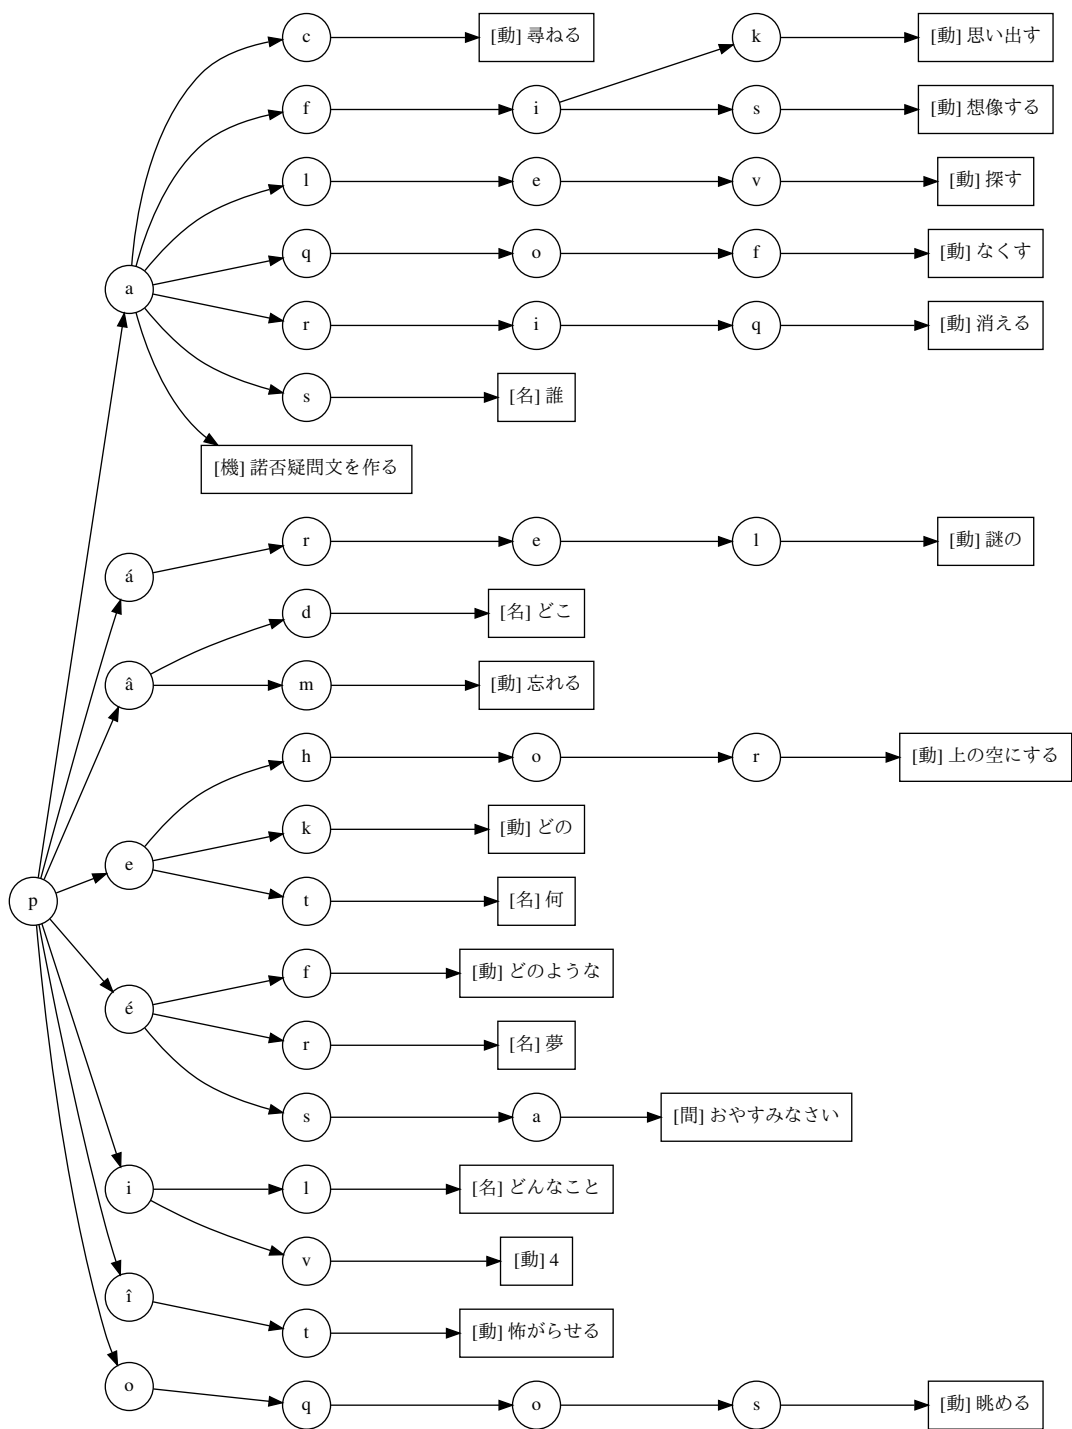 c [動] 尋ねる k [動] 思い出す
f i s [動] 想像する
l e v [動] 探す
q o f [動] なくす
a
r i q [動] 消える
s [名] 誰
[機] 諾否疑問文を作る
r e l [動] 謎の
á
d [名] どこ
â m [動] 忘れる
h o r [動] 上の空にする
k [動] どの
e
p t [名] 何
f [動] どのような
é
r [名] 夢
s a [間] おやすみなさい
i l [名] どんなこと
v [動] 4
î
t [動] 怖がらせる
o
q o s [動] 眺める